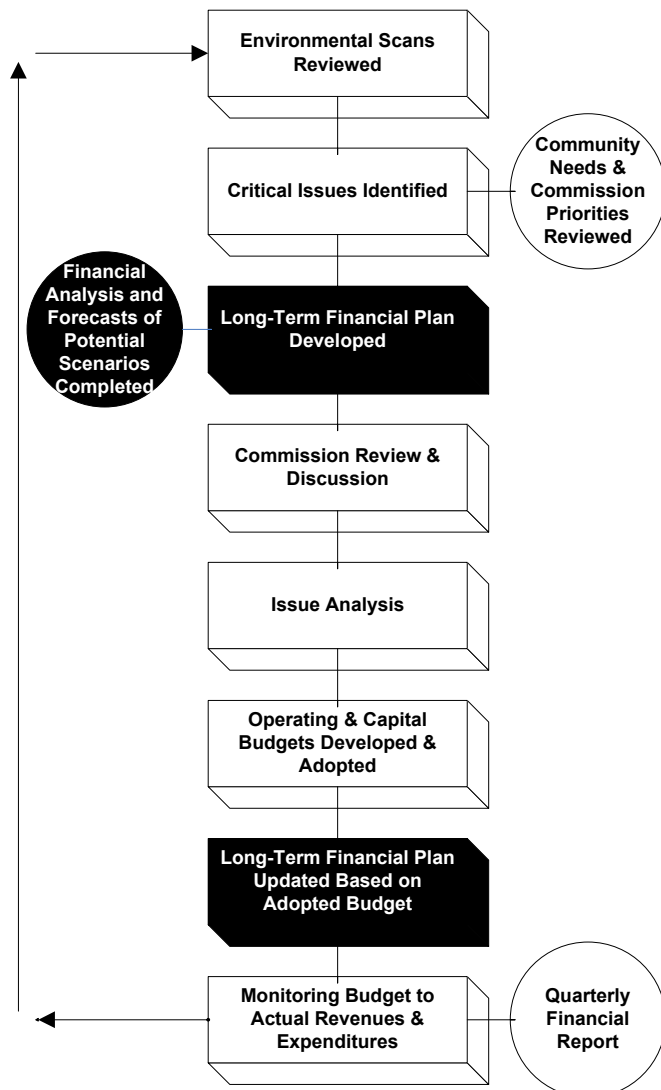 Environmental Scans
Reviewed
Critical Issues Identified
Community
Needs &
Commission
Priorities
Reviewed
Financial
Analysis and
Forecasts of
Potential
Scenarios
Completed
Long-Term Financial Plan
Developed
Commission Review &
Discussion
Issue Analysis
Operating & Capital
Budgets Developed &
Adopted
Long-Term Financial Plan
Updated Based on
Adopted Budget
Monitoring Budget to
Actual Revenues &
Expenditures
Quarterly
Financial
Report